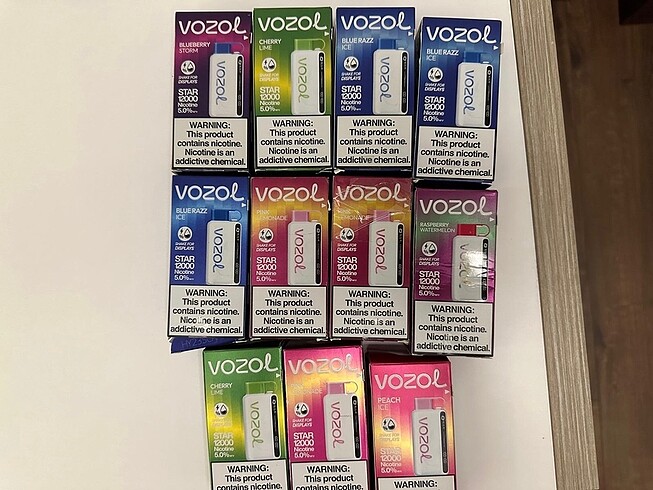 VOZOL
BLUEBERRY
STORM
SHAKE FOR
DISPLAYS
STAR
12000
Nicotine
5.0%
VOZOL
WARNING:
This product
contains nicotine.
Nicotine is an
addictive chemical.
VOZOL
CHERRY
LIME
SHAKE FOR
DISPLAYS
STAR
12000
Nicotine
5.0%
VOZOL
WARNING:
This product
contains nicotine.
Nicotine is an
addictive chemical.
VOZOL
BLUE RAZZ
ICE
SHAKE FOR
DISPLAYS
STAR
12000
Nicotine
5.0%
VOZOL
WARNING:
This product
contains nicotine.
Nicotine is an
addictive chemical.
VOZOL
BLUE RAZZ
ICE
SHAKE FOR
DISPLAYS
STAR
12000
Nicotine
5.0%
VOZOL
WARNING:
This product
contains nicotine.
Nicotine is an
addictive chemical.
VOZOL
BLUE RAZZ
ICE
SHAKE FOR
DISPLAYS
STAR
12000
Nicotine
5.0%
VOZOL
WARNING:
This product
contains nicotine.
Nicotine is an
addictive chemical.
VOZOL
PINK
LEMONADE
SHAKE FOR
DISPLAYS
STAR
12000
Nicotine
5.0%
VOZOL
WARNING:
This product
contains nicotine.
Nicotine is an
addictive chemical.
VOZOL
PINK
LEMONADE
SHAKE FOR
DISPLAYS
STAR
12000
Nicotine
5.0%
VOZOL
WARNING:
This product
contains nicotine.
Nicotine is an
addictive chemical.
VOZOL
RASPBERRY
WATERMELON
SHAKE FOR
DISPLAYS
STAR
12000
Nicotine
5.0%
WARNING:
This product
contains nicotine.
Nicotine is an
addictive chemical.
VOZOL
CHERRY
LIME
STAR
12000
Nicotine
5.0%
VOZOL
WARNING:
This product
contains nicotine.
VOZOL
SHAKE FOR
DISPLAYS
STAR
12000
Nicotine
5.0%
VOZOL
WARNING:
This product
contains nicotine.
VOZOL
PEACH
ICE
SHAKE FOR
DISPLAYS
STAR
12000
Nicotine
5.0%
VOZOL
WARNING:
This product